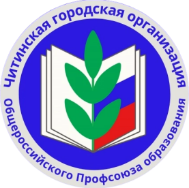 Читинская городская организация
Общероссийского Профсоюза образования